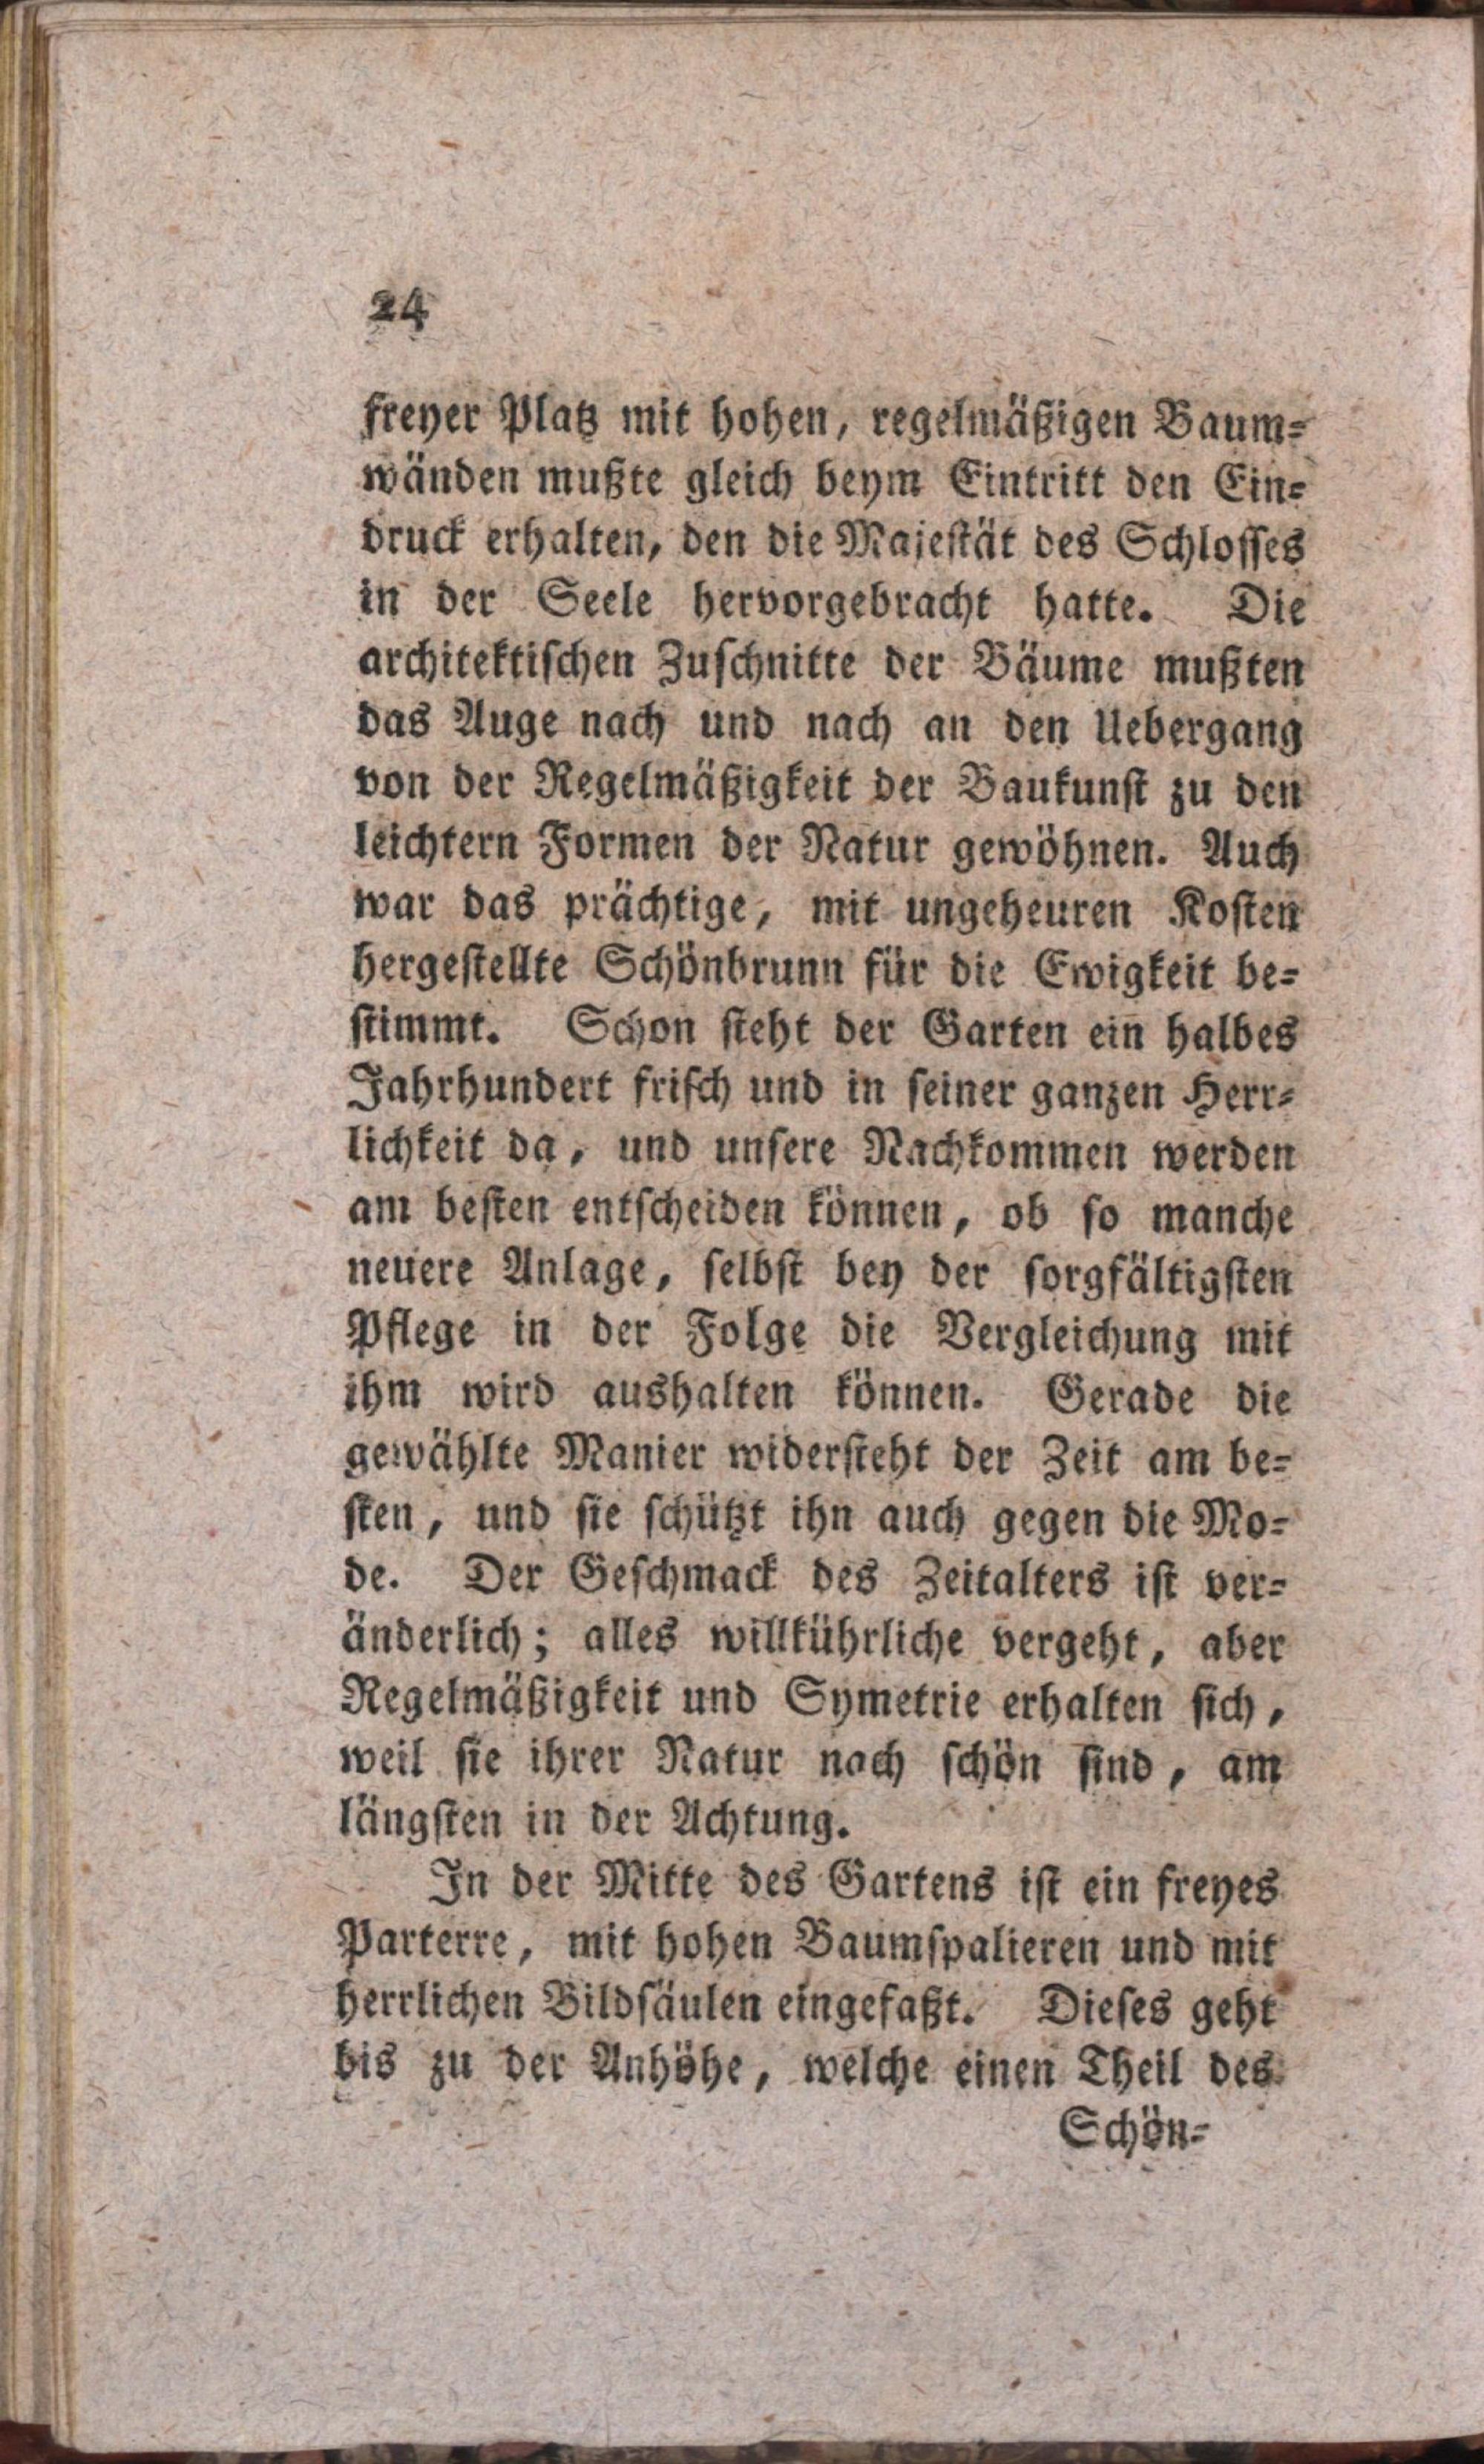 24
freyer Platz mit hohen, regelmäßigen Baum-
wänden mußte gleich beym Eintritt den Ein-
druck erhalten, den die Majestät des Schlosses
in der Seele hervorgebracht hatte. Die
architektischen Zuschnitte der Bäume mußten
das Auge nach und nach an den Uebergang
von der Regelmäßigkeit der Baukunst zu den
leichtern Formen der Natur gewöhnen. Auch
war das prächtige, mit ungeheuren Kosten
hergestellte Schönbrunn für die Ewigkeit be-
stimmt. Schon steht der Garten ein halbes
Jahrhundert frisch und in seiner ganzen Herr-
lichkeit da, und unsere Nachkommen werden
am besten entscheiden können, ob so manche
neuere Anlage, selbst bey der sorgfältigsten
Pflege in der Folge die Vergleichung mit
ihm wird aushalten können. Gerade die
gewählte Manier widersteht der Zeit am be-
sten, und sie schützt ihn auch gegen die Mo-
de. Der Geschmack des Zeitalters ist ver-
änderlich; alles willkührliche vergeht, aber
Regelmäßigkeit und Symetrie erhalten sich,
weil sie ihrer Natur nach schön sind, am
längsten in der Achtung.
In der Mitte des Gartens ist ein freyes
Parterre, mit hohen Baumspalieren und mit
herrlichen Bildsäulen eingefaßt. Dieses geht
bis zu der Anhöhe, welche einen Theil des
Schön-